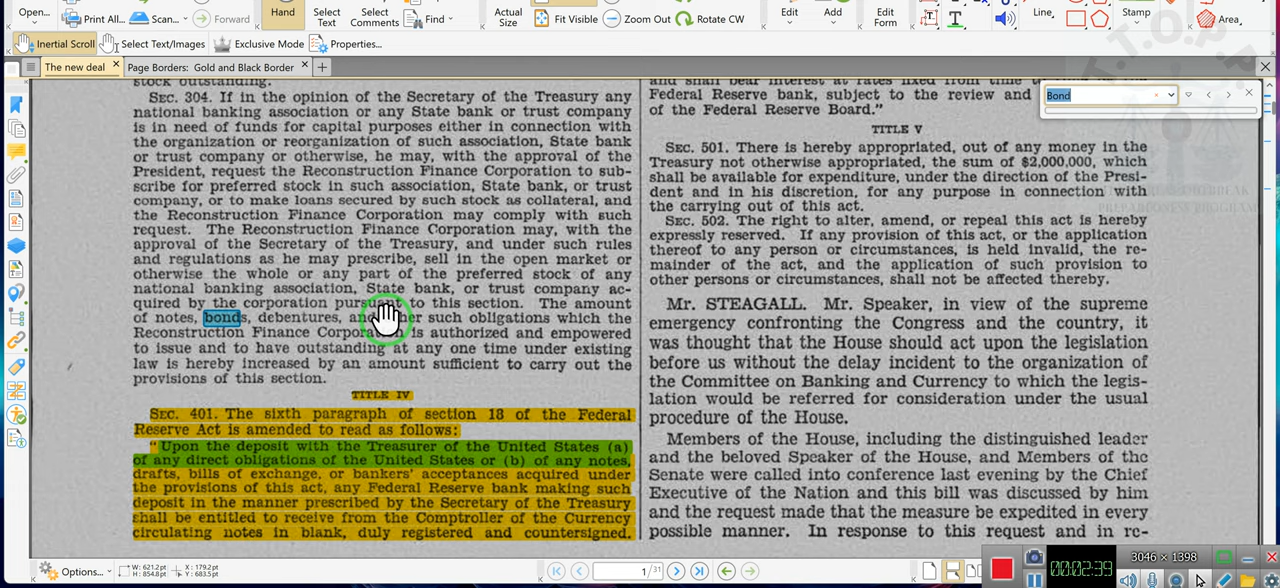 Open...
Print All...
Scan...
Forward
Hand
Select Text
Select Comments
Find
Actual Size
Fit Visible
Zoom Out
Rotate CW
Edit
Add
Edit Form
Line,
Stamp
Area,
Inertial Scroll
Select Text/Images
Exclusive Mode
Properties...
The new deal
Page Borders: Gold and Black Border
Bond
stock outstanding.
SEC. 304. If in the opinion of the Secretary of the Treasury any
national banking association or any State bank or trust company
is in need of funds for capital purposes either in connection with
the organization or reorganization of such association, State bank
or trust company or otherwise, he may, with the approval of the
President, request the Reconstruction Finance Corporation to sub-
scribe for preferred stock in such association, State bank, or trust
company, or to make loans secured by such stock as collateral, and
the Reconstruction Finance Corporation may comply with such
request. The Reconstruction Finance Corporation may, with the
approval of the Secretary of the Treasury, and under such rules
and regulations as he may prescribe, sell in the open market or
otherwise the whole or any part of the preferred stock of any
national banking association, State bank, or trust company ac-
quired by the corporation pursuant to this section. The amount
of notes, bonds, debentures, and other such obligations which the
Reconstruction Finance Corporation is authorized and empowered
to issue and to have outstanding at any one time under existing
law is hereby increased by an amount sufficient to carry out the
provisions of this section.
TITLE IV
SEC. 401. The sixth paragraph of section 18 of the Federal
Reserve Act is amended to read as follows:
"Upon the deposit with the Treasurer of the United States (a)
of any direct obligations of the United States or (b) of any notes,
drafts, bills of exchange, or bankers' acceptances acquired under
the provisions of this act, any Federal Reserve bank making such
deposit in the manner prescribed by the Secretary of the Treasury
shall be entitled to receive from the Comptroller of the Currency
circulating notes in blank, duly registered and countersigned.
and shall bear interest at rates fixed from time to
Federal Reserve bank, subject to the review and
of the Federal Reserve Board."
TITLE V
SEC. 501. There is hereby appropriated, out of any money in the
Treasury not otherwise appropriated, the sum of $2,000,000, which
shall be available for expenditure, under the direction of the Presi-
dent and in his discretion, for any purpose in connection with
the carrying out of this act.
SEC. 502. The right to alter, amend, or repeal this act is hereby
expressly reserved. If any provision of this act, or the application
thereof to any person or circumstances, is held invalid, the re-
mainder of the act, and the application of such provision to
other persons or circumstances, shall not be affected thereby.
Mr. STEAGALL. Mr. Speaker, in view of the supreme
emergency confronting the Congress and the country, it
was thought that the House should act upon the legislation
before us without the delay incident to the organization of
the Committee on Banking and Currency to which the legis-
lation would be referred for consideration under the usual
procedure of the House.
Members of the House, including the distinguished leader
and the beloved Speaker of the House, and Members of the
Senate were called into conference last evening by the Chief
Executive of the Nation and this bill was discussed by him
and the request made that the measure be expedited in every
possible manner. In response to this request and in re-
T.O.P.P
PREPAREDNESS PROGRAM
Options...
W: 621.2 pt
H: 854.8 pt
X: 179.2 pt
Y: 683.5 pt
1 / 31
00:02:39
3046 x 1398